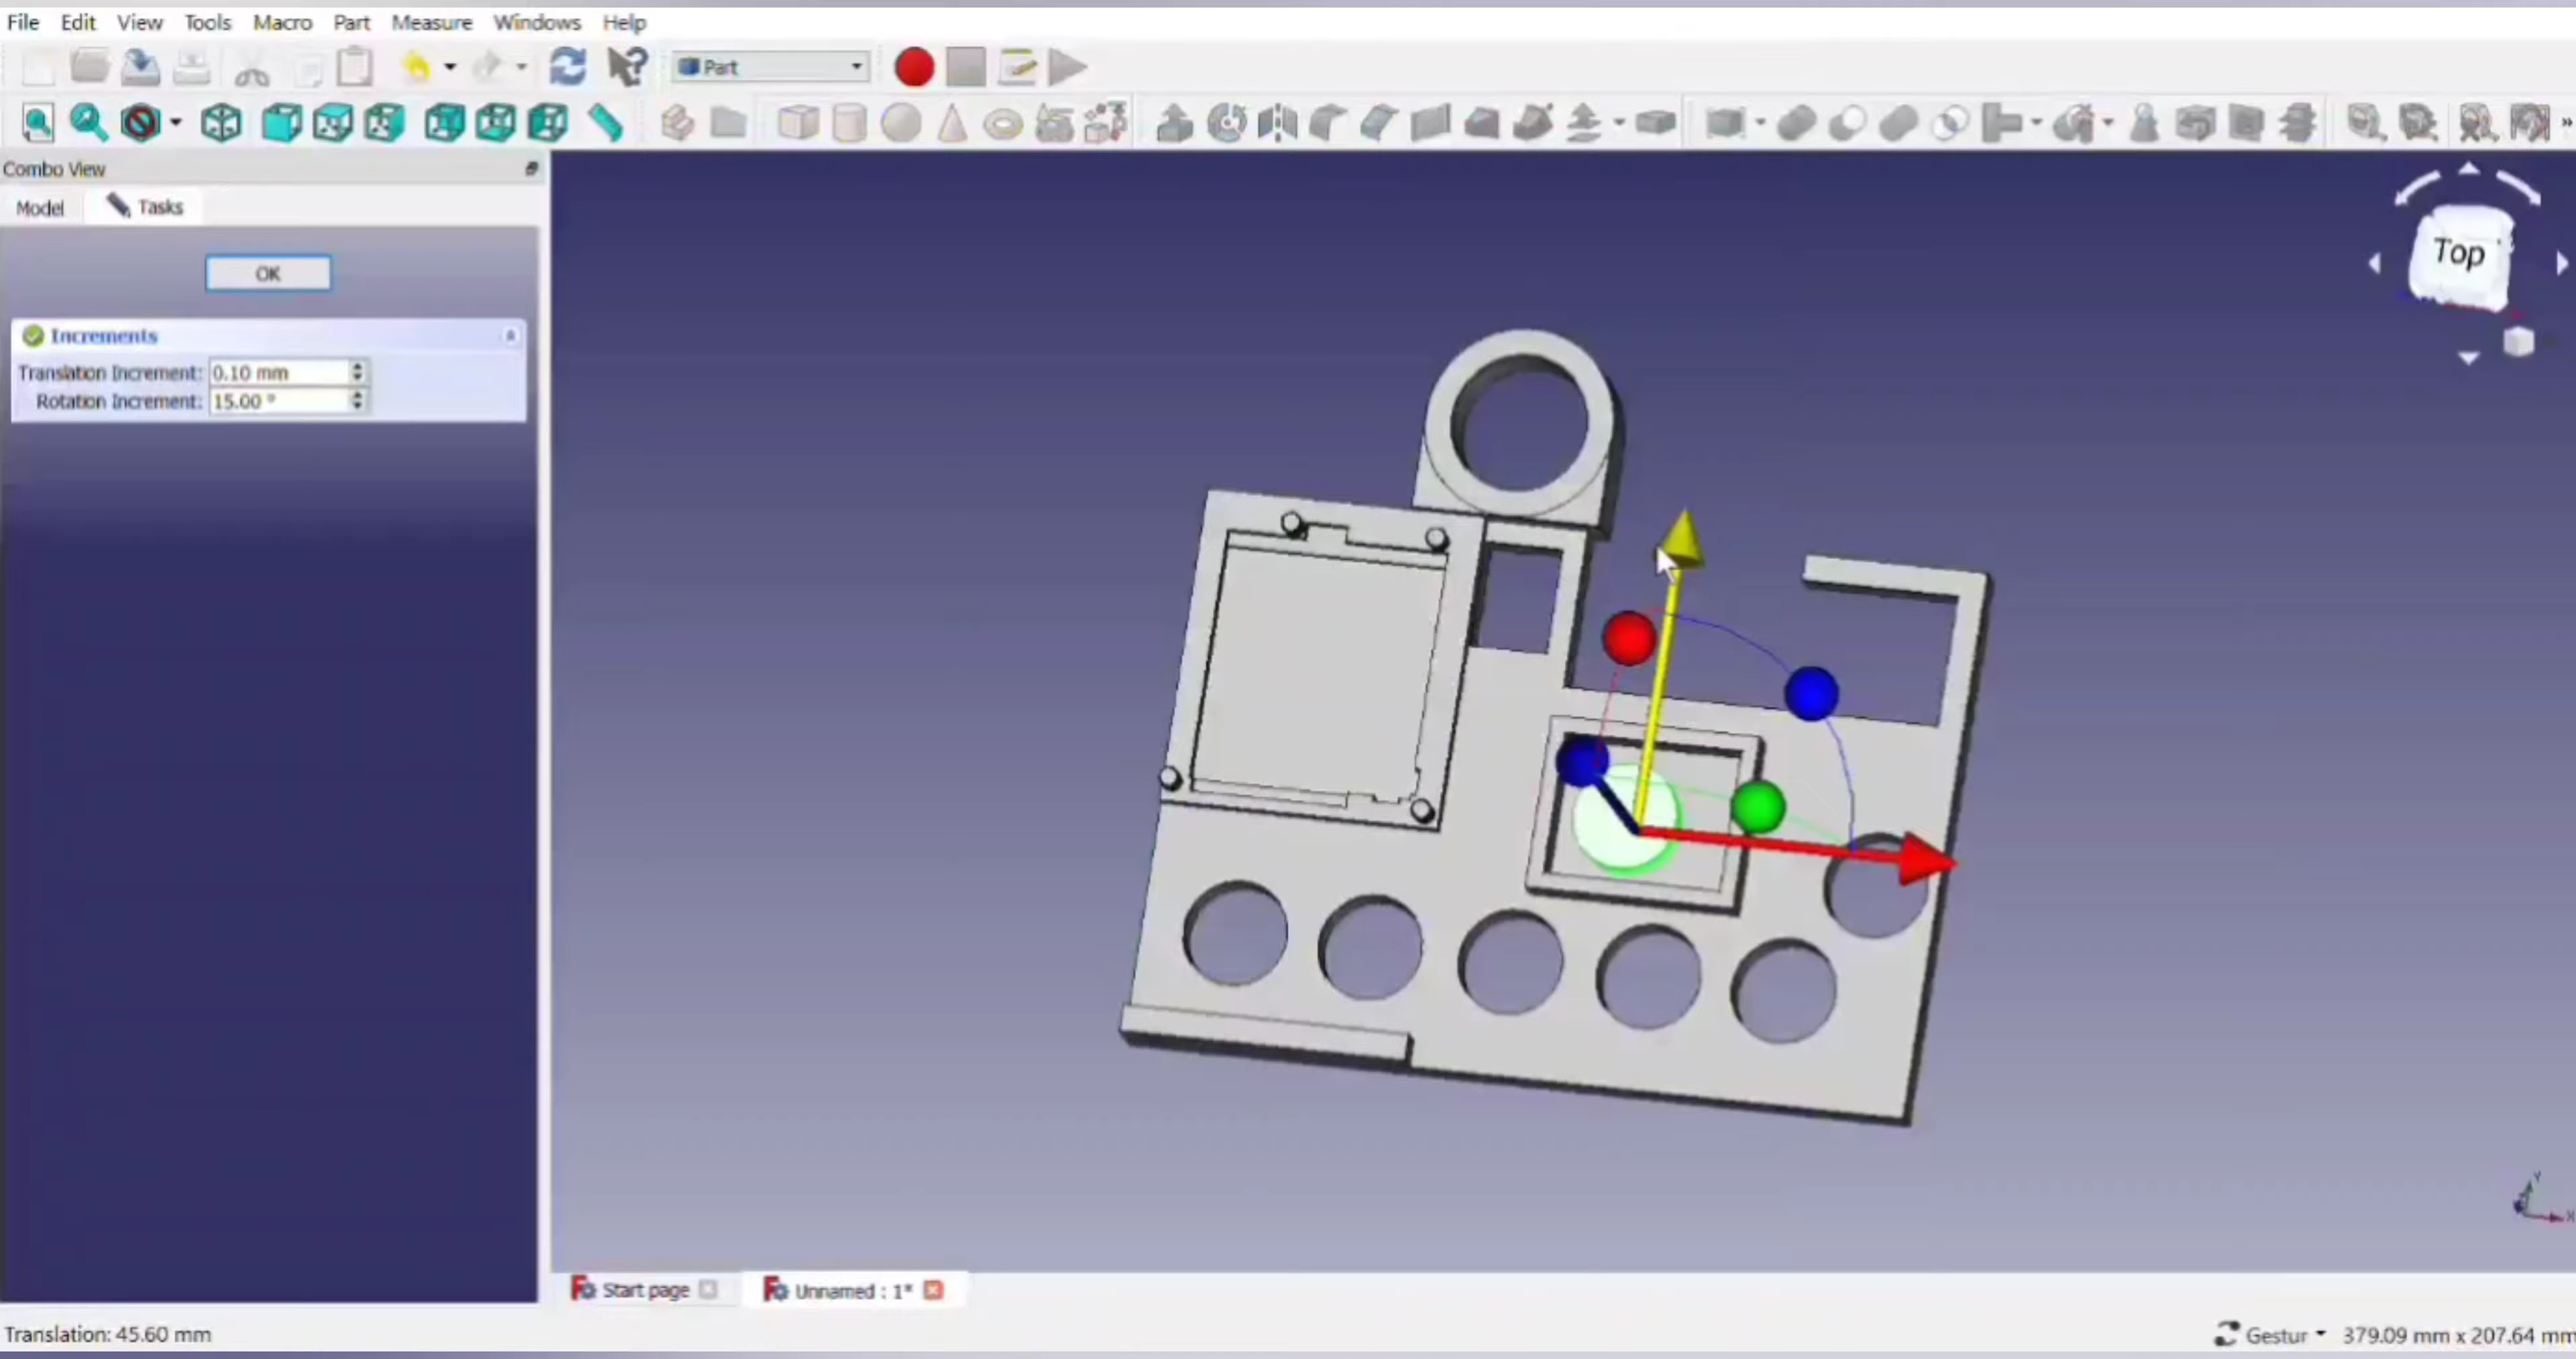 File Edit View Tools Macro Part Measure Windows Help
Part
Combo View
Model Tasks
OK
Increments
Translation Increment: 0.10 mm
Rotation Increment: 15.00 °
Top
Y
X
Start page Unnamed : 1*
Translation: 45.60 mm
Gestur 379.09 mm x 207.64 mm